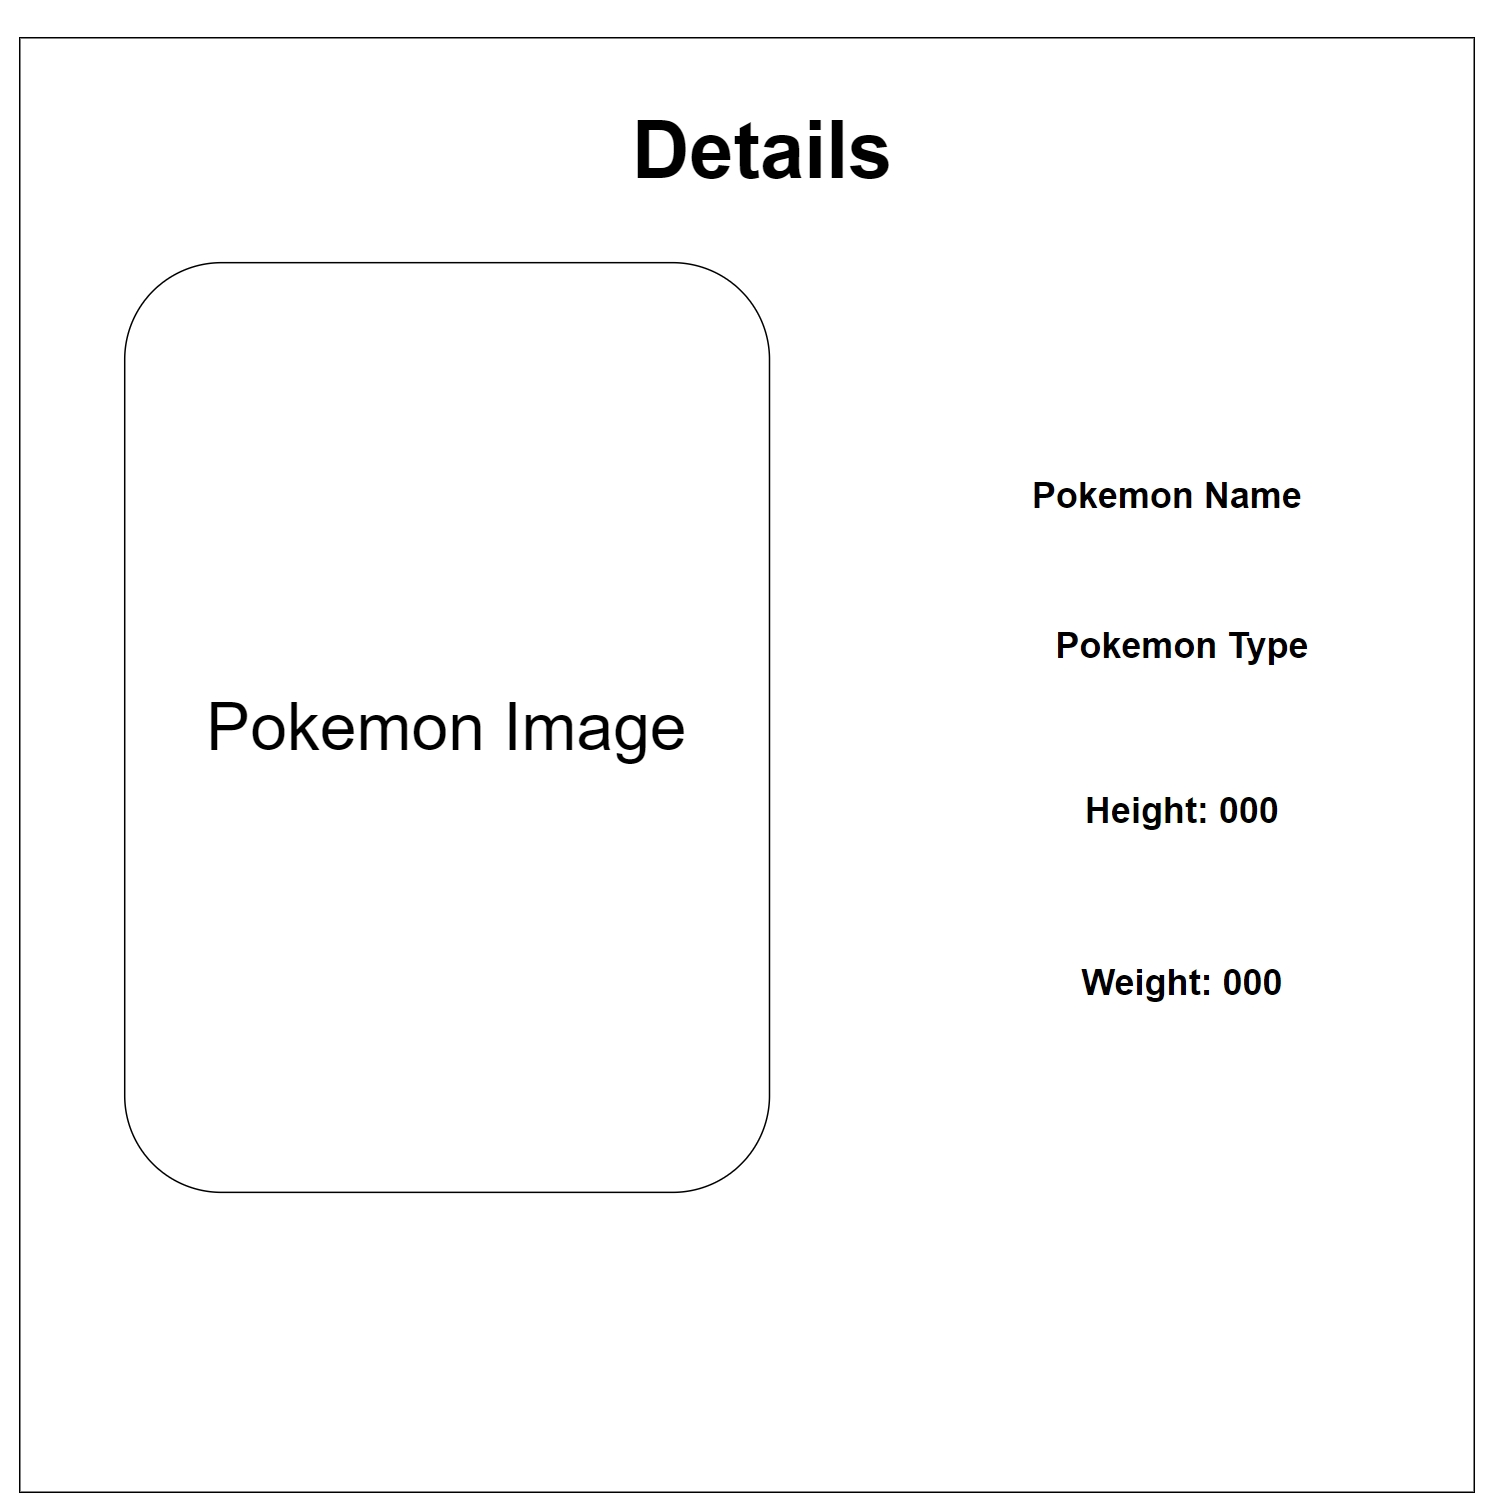 Details
Pokemon Image
Pokemon Name
Pokemon Type
Height: 000
Weight: 000